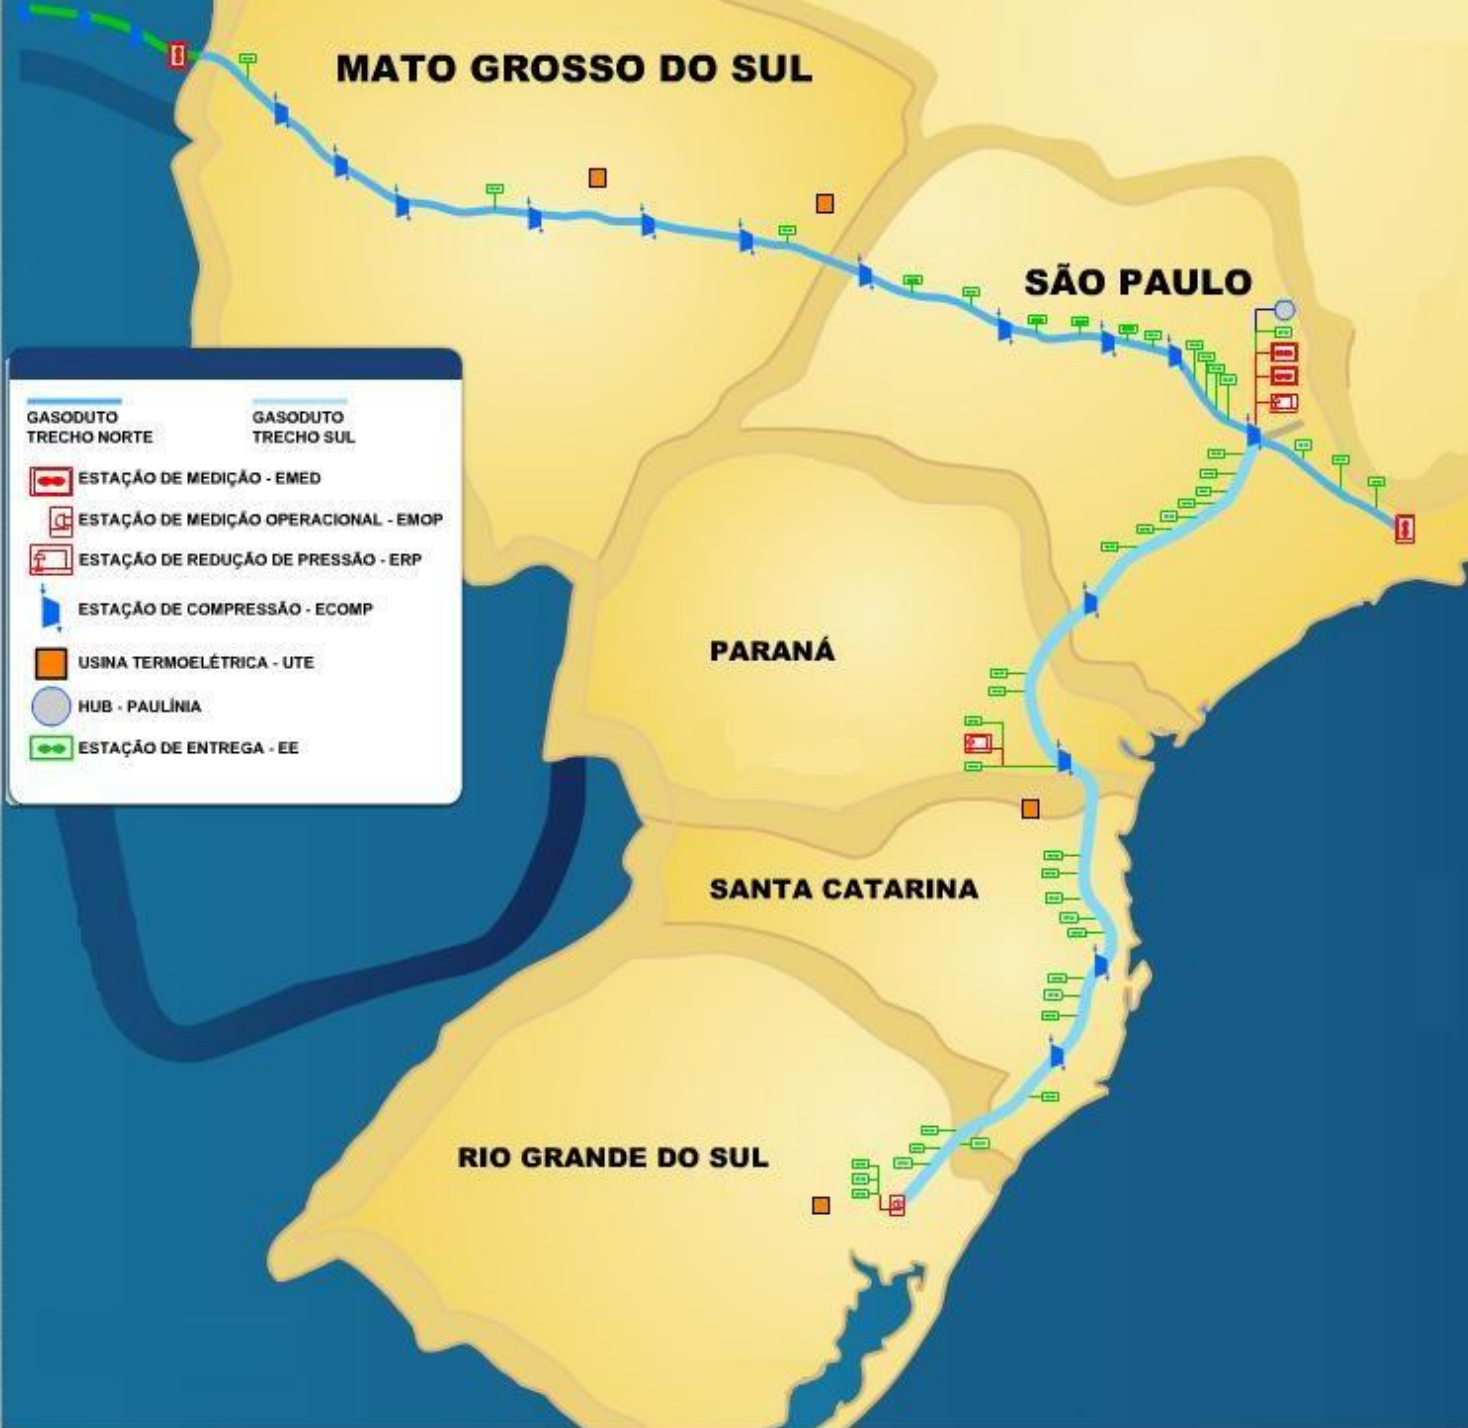 MATO GROSSO DO SUL
SÃO PAULO
GASODUTO
TRECHO NORTE
GASODUTO
TRECHO SUL
ESTAÇÃO DE MEDIÇÃO - EMED
ESTAÇÃO DE MEDIÇÃO OPERACIONAL - EMOP
ESTAÇÃO DE REDUÇÃO DE PRESSÃO - ERP
ESTAÇÃO DE COMPRESSÃO - ECOMP
USINA TERMOELÉTRICA - UTE
HUB - PAULÍNIA
ESTAÇÃO DE ENTREGA - EE
PARANÁ
SANTA CATARINA
RIO GRANDE DO SUL